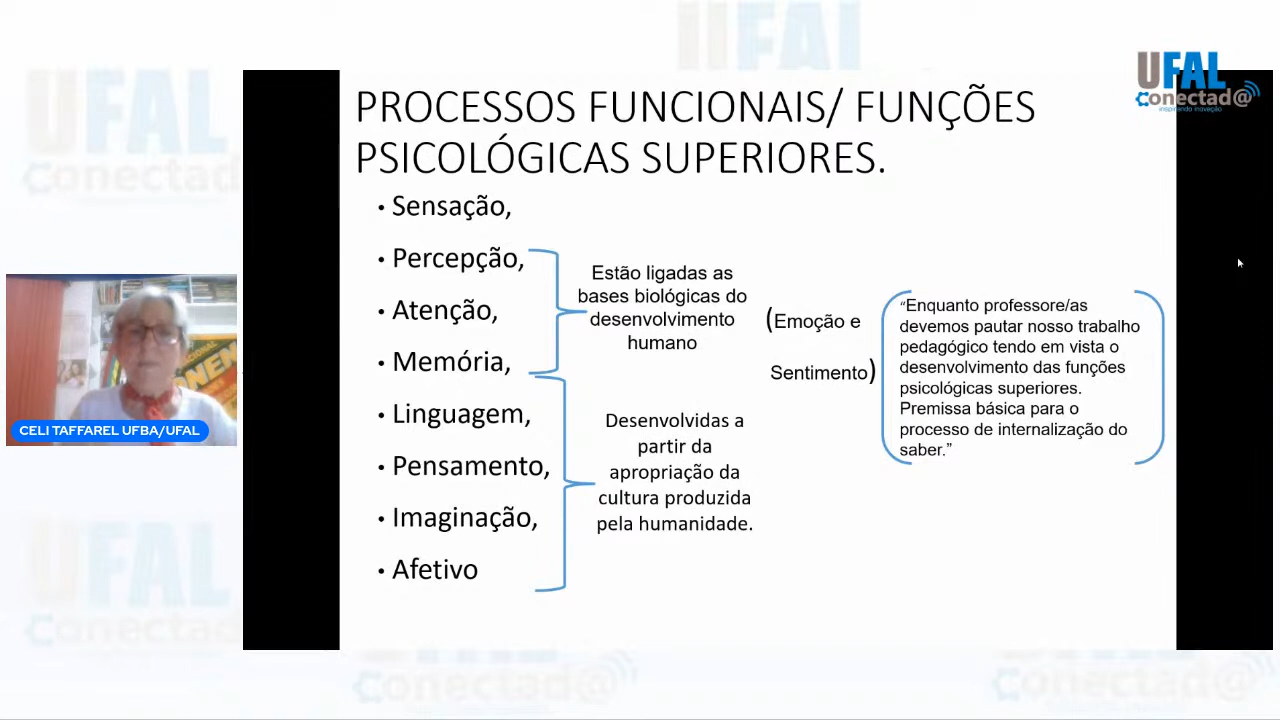 UFAL
Conectad@
inspirando inovação
PROCESSOS FUNCIONAIS/ FUNÇÕES
PSICOLÓGICAS SUPERIORES.
• Sensação,
• Percepção,
• Atenção,
• Memória,
• Linguagem,
• Pensamento,
• Imaginação,
• Afetivo
Estão ligadas as
bases biológicas do
desenvolvimento
humano
Desenvolvidas a
partir da
apropriação da
cultura produzida
pela humanidade.
(Emoção e
Sentimento)
“Enquanto professore/as
devemos pautar nosso trabalho
pedagógico tendo em vista o
desenvolvimento das funções
psicológicas superiores.
Premissa básica para o
processo de internalização do
saber.”
CELI TAFFAREL UFBA/UFAL